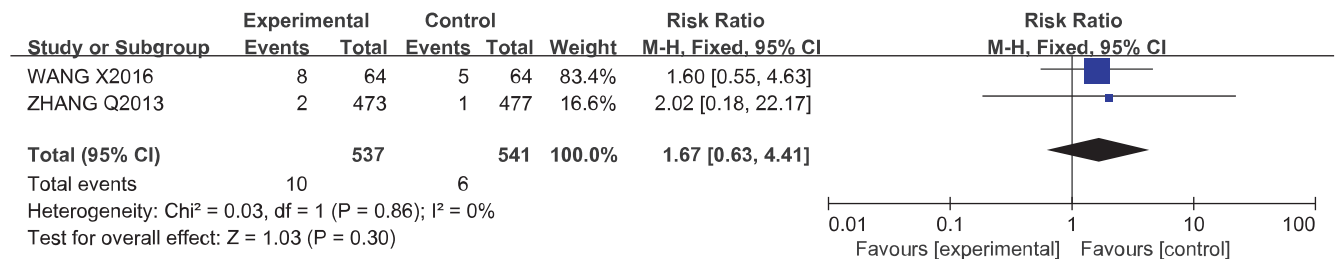 Experimental Control Risk Ratio Risk Ratio
Study or Subgroup Events Total Events Total Weight M-H, Fixed, 95% CI M-H, Fixed, 95% CI
WANG X2016 8 64 5 64 83.4% 1.60 [0.55, 4.63]
ZHANG Q2013 2 473 1 477 16.6% 2.02 [0.18, 22.17]
Total (95% CI) 537 541 100.0% 1.67 [0.63, 4.41]
Total events 10 6
Heterogeneity: Chi² = 0.03, df = 1 (P = 0.86); I² = 0%
Test for overall effect: Z = 1.03 (P = 0.30)
0.01 0.1 1 10 100
Favours [experimental] Favours [control]